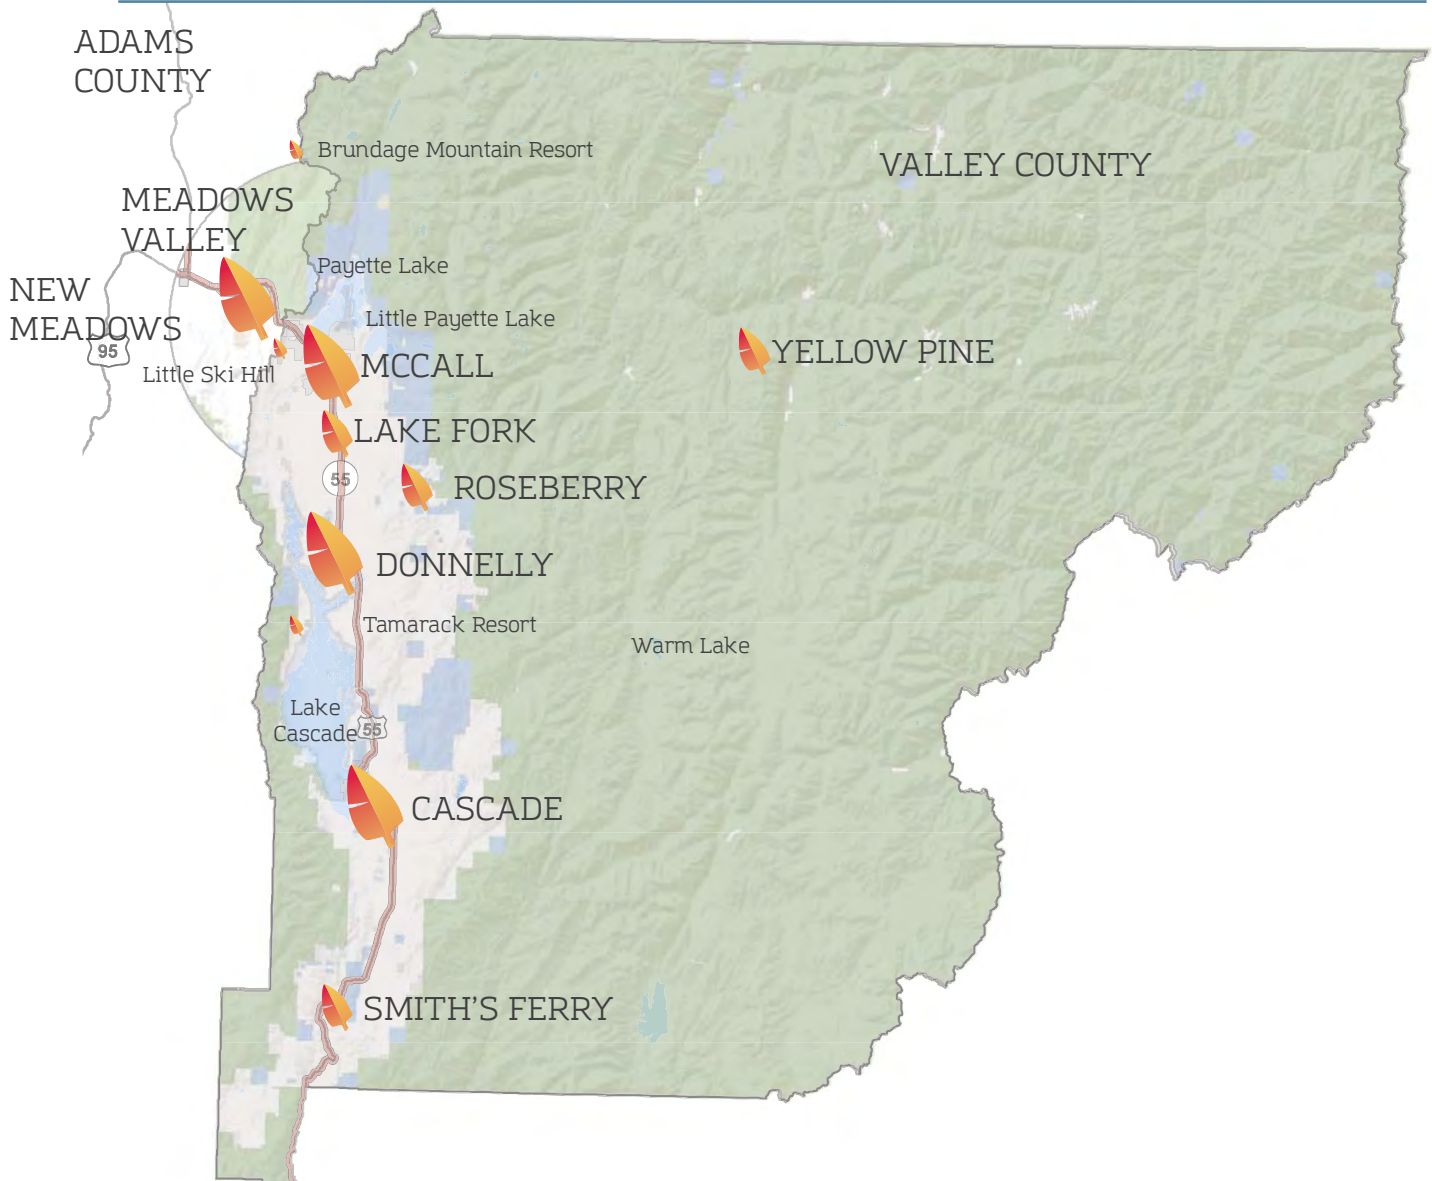 ADAMS
COUNTY
Brundage Mountain Resort
VALLEY COUNTY
MEADOWS
VALLEY
Payette Lake
NEW
MEADOWS
95
Little Payette Lake
Little Ski Hill
MCCALL
YELLOW PINE
LAKE FORK
55
ROSEBERRY
DONNELLY
Tamarack Resort
Warm Lake
Lake
Cascade
55
CASCADE
SMITH'S FERRY